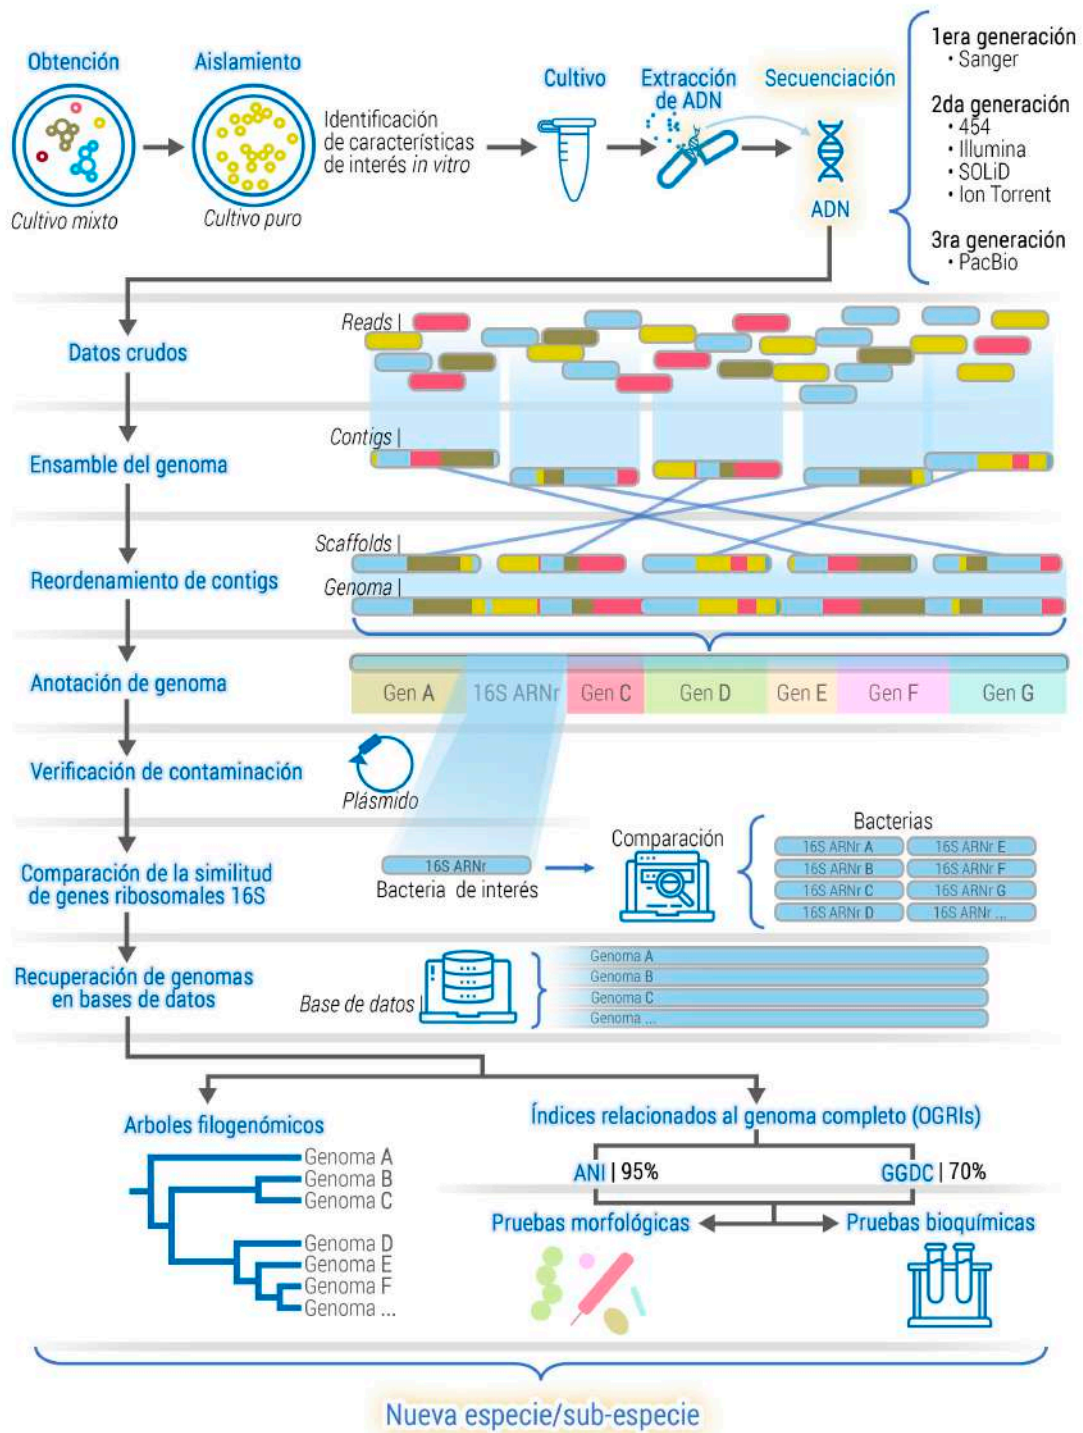 Obtención
Aislamiento
Cultivo
Extracción
de ADN
Secuenciación
Identificación
de características
de interés in vitro
Cultivo mixto
Cultivo puro
ADN
1era generación
• Sanger
2da generación
• 454
• Illumina
• SOLiD
• Ion Torrent
3ra generación
• PacBio
Datos crudos
Reads |
Ensamble del genoma
Contigs |
Reordenamiento de contigs
Scaffolds |
Genoma |
Anotación de genoma
Gen A
16S ARNr
Gen C
Gen D
Gen E
Gen F
Gen G
Verificación de contaminación
Plásmido
Comparación de la similitud
de genes ribosomales 16S
16S ARNr
Bacteria de interés
Comparación
Bacterias
16S ARNr A
16S ARNr E
16S ARNr B
16S ARNr F
16S ARNr C
16S ARNr G
16S ARNr D
16S ARNr ...
Recuperación de genomas
en bases de datos
Base de datos |
Genoma A
Genoma B
Genoma C
Genoma ...
Arboles filogenómicos
Genoma A
Genoma B
Genoma C
Genoma D
Genoma E
Genoma F
Genoma ...
Índices relacionados al genoma completo (OGRIs)
ANI | 95%
GGDC | 70%
Pruebas morfológicas
Pruebas bioquímicas
Nueva especie/sub-especie